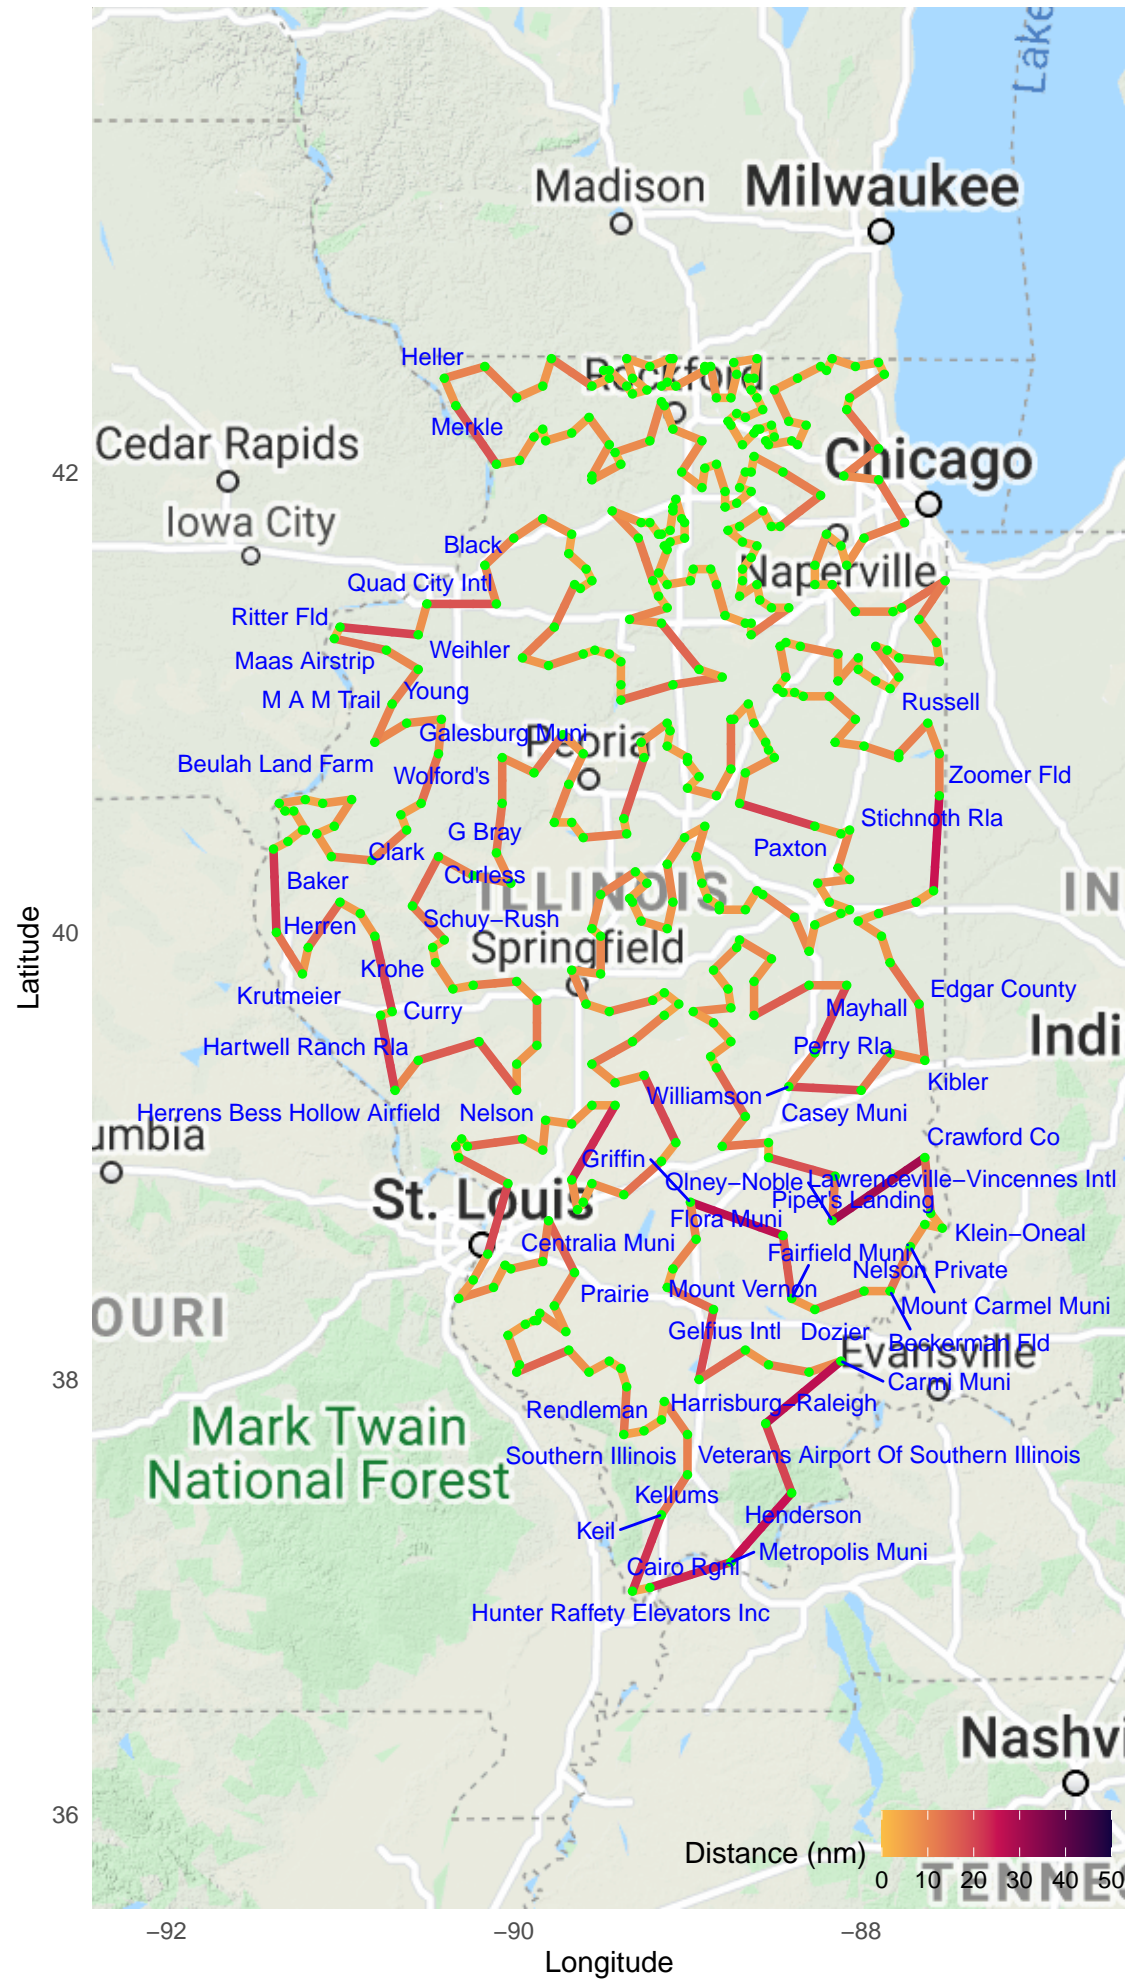 Lake
Madison
Milwaukee
Heller
Rockford
Merkle
Cedar Rapids
42
Chicago
Iowa City
Black
Quad City Intl
Naperville
Ritter Fld
Weihler
Maas Airstrip
M A M Trail
Young
Russell
Galesburg Muni
Peoria
Beulah Land Farm
Wolford's
Zoomer Fld
Stichnoth Rla
G Bray
Paxton
Clark
Baker
Curless
ILLINOIS
IN
Herren
Schuy−Rush
40
Springfield
Krohe
Krutmeier
Edgar County
Curry
Mayhall
Indi
Hartwell Ranch Rla
Perry Rla
Kibler
Williamson
Herrens Bess Hollow Airfield
Nelson
Casey Muni
umbia
Crawford Co
Griffin
Olney−Noble
Lawrenceville−Vincennes Intl
St. Louis
Piper's Landing
Flora Muni
Klein−Oneal
Centralia Muni
Fairfield Muni
Nelson Private
Prairie
Mount Vernon
Mount Carmel Muni
OURI
Gelfius Intl
Dozier
Beckerman Fld
Evansville
38
Carmi Muni
Harrisburg−Raleigh
Rendleman
Mark Twain
National Forest
Southern Illinois
Veterans Airport Of Southern Illinois
Kellums
Henderson
Keil
Metropolis Muni
Cairo Rgnl
Hunter Raffety Elevators Inc
Nashvi
36
Distance (nm)
0 10 20 30 40 50
TENNES
−92 −90 −88
Longitude
Latitude